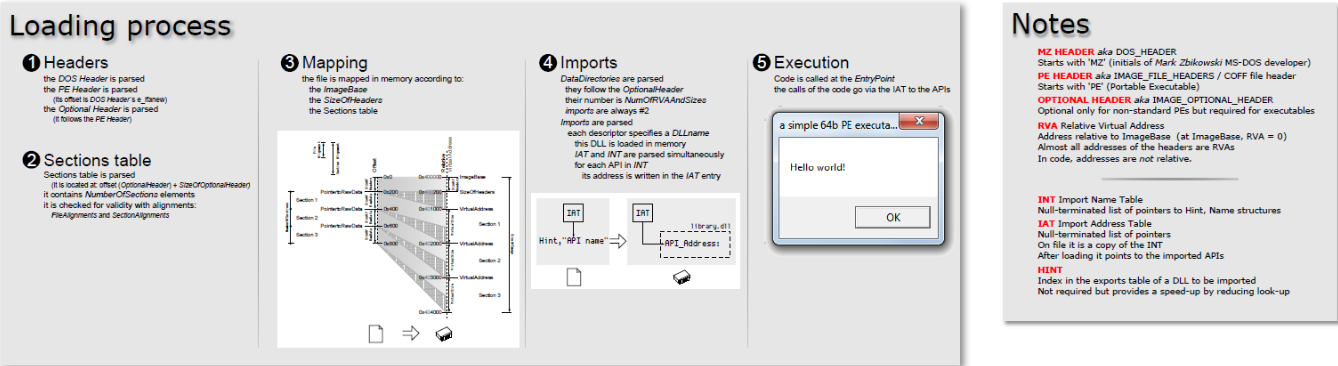 Loading process
1 Headers
the DOS Header is parsed
the PE Header is parsed
(its offset is DOS Header's e_lfanew)
the Optional Header is parsed
(it follows the PE Header)
2 Sections table
Sections table is parsed
(it is located at: offset (OptionalHeader) + SizeOfOptionalHeader)
it contains NumberOfSections elements
it is checked for validity with alignments:
FileAlignments and SectionAlignments
3 Mapping
the file is mapped in memory according to:
the ImageBase
the SizeOfHeaders
the Sections table
Offset
Relative
0x0
ImageBase
SizeOfHeaders
PointertoRawData
0x200
Section 1
PointertoRawData
0x400
VirtualAddress
Section 2
Section 1
PointertoRawData
0x600
Section 3
0x800
VirtualAddress
Section 2
VirtualAddress
Section 3
4 Imports
DataDirectories are parsed
they follow the OptionalHeader
their number is NumOfRVAAndSizes
imports are always #2
Imports are parsed
each descriptor specifies a DLLname
this DLL is loaded in memory
IAT and INT are parsed simultaneously
for each API in INT
its address is written in the IAT entry
IAT
IAT
library.dll
Hint,"API name"
API_Address:
5 Execution
Code is called at the EntryPoint
the calls of the code go via the IAT to the APIs
a simple 64b PE executa...
Hello world!
OK
Notes
MZ HEADER aka DOS_HEADER
Starts with 'MZ' (initials of Mark Zbikowski MS-DOS developer)
PE HEADER aka IMAGE_FILE_HEADERS / COFF file header
Starts with 'PE' (Portable Executable)
OPTIONAL HEADER aka IMAGE_OPTIONAL_HEADER
Optional only for non-standard PEs but required for executables
RVA Relative Virtual Address
Address relative to ImageBase (at ImageBase, RVA = 0)
Almost all addresses of the headers are RVAs
In code, addresses are not relative.
INT Import Name Table
Null-terminated list of pointers to Hint, Name structures
IAT Import Address Table
Null-terminated list of pointers
On file it is a copy of the INT
After loading it points to the imported APIs
HINT
Index in the exports table of a DLL to be imported
Not required but provides a speed-up by reducing look-up